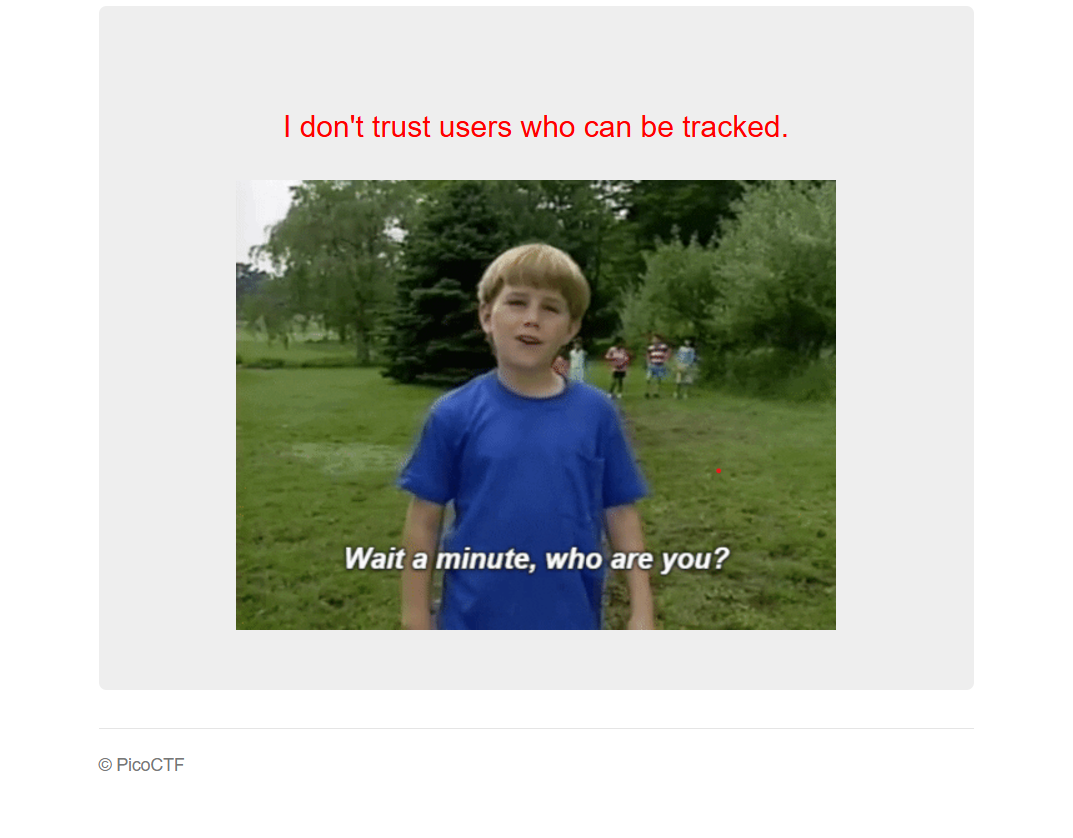 I don't trust users who can be tracked.
Wait a minute, who are you?
© PicoCTF